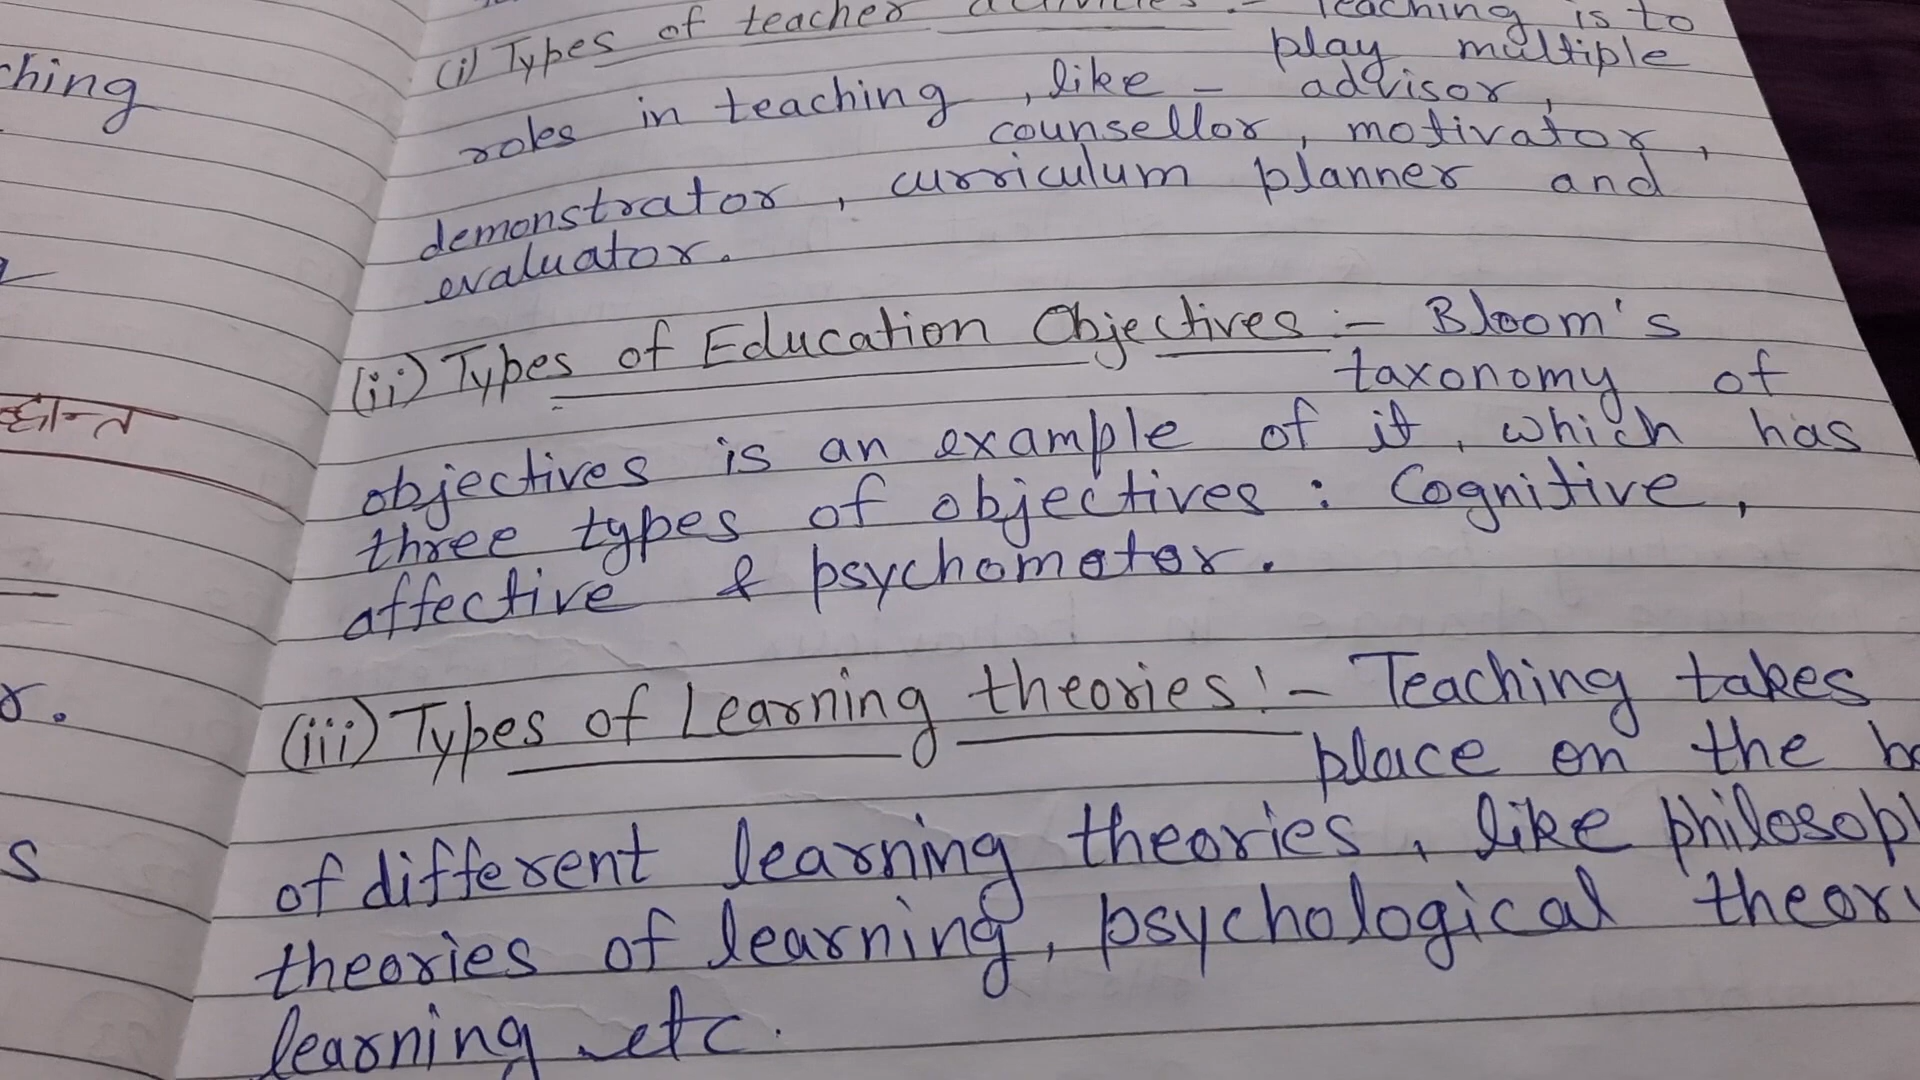 ching
(i) Types of teacher activities :- Teaching is to
play multiple
roles in teaching, like - advisor,
counsellor, motivator,
demonstrator, curriculum planner and
evaluator.
(ii) Types of Education Objectives :- Bloom's
taxonomy of
objectives is an example of it, which has
three types of objectives : Cognitive,
affective & psychomotor.
(iii) Types of Learning theories :- Teaching takes
place on the
of different learning theories, like
theories of learning, psychological
learning etc.
r.
s